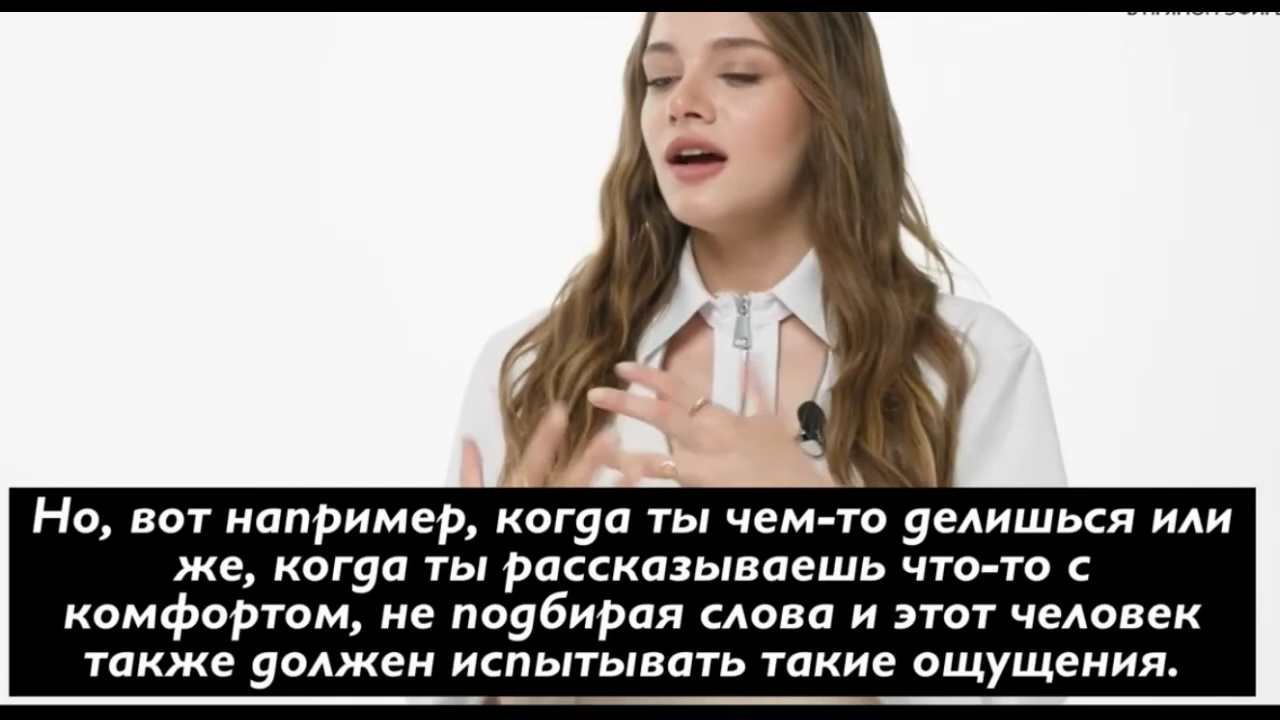 Но, вот например, когда ты чем-то делишься или
же, когда ты рассказываешь что-то с
комфортом, не подбирая слова и этот человек
также должен испытывать такие ощущения.